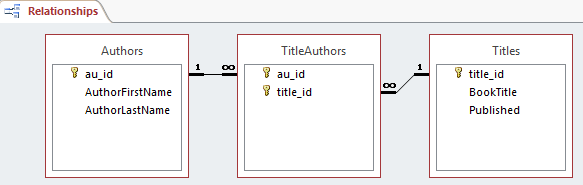 Relationships
Authors
au_id
AuthorFirstName
AuthorLastName
1
∞
TitleAuthors
au_id
title_id
∞
1
Titles
title_id
BookTitle
Published